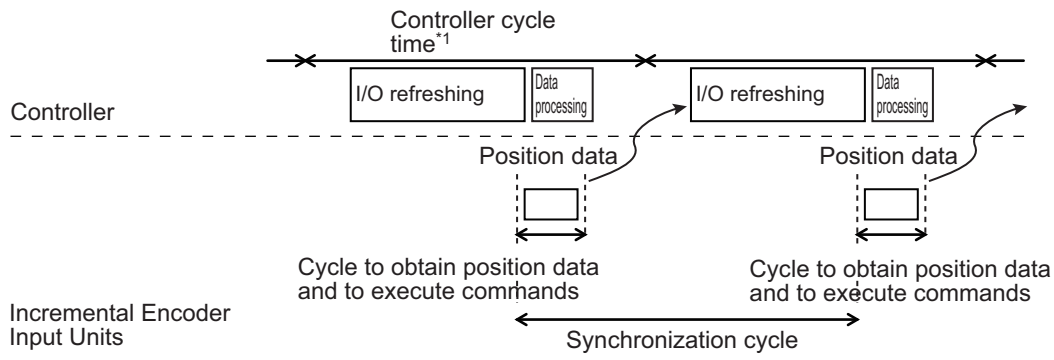 Controller cycle
time*1
I/O refreshing
Data
processing
I/O refreshing
Data
processing
Controller
Position data
Position data
Cycle to obtain position data
and to execute commands
Cycle to obtain position data
and to execute commands
Incremental Encoder
Input Units
Synchronization cycle